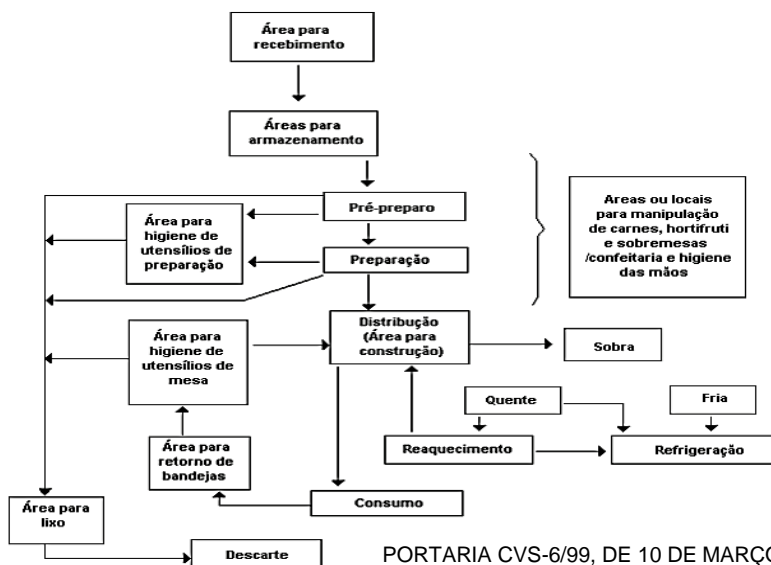 Área para
recebimento
Áreas para
armazenamento
Pré-preparo
Área para
higiene de
utensílios de
preparação
Preparação
Areas ou locais
para manipulação
de carnes, hortifruti
e sobremesas
/confeitaria e higiene
das mãos
Distribução
(Área para
construção)
Área para
higiene de
utensílios de
mesa
Sobra
Quente
Fria
Reaquecimento
Refrigeração
Área para
retorno de
bandejas
Consumo
Área para
lixo
Descarte
PORTARIA CVS-6/99, DE 10 DE MARÇO